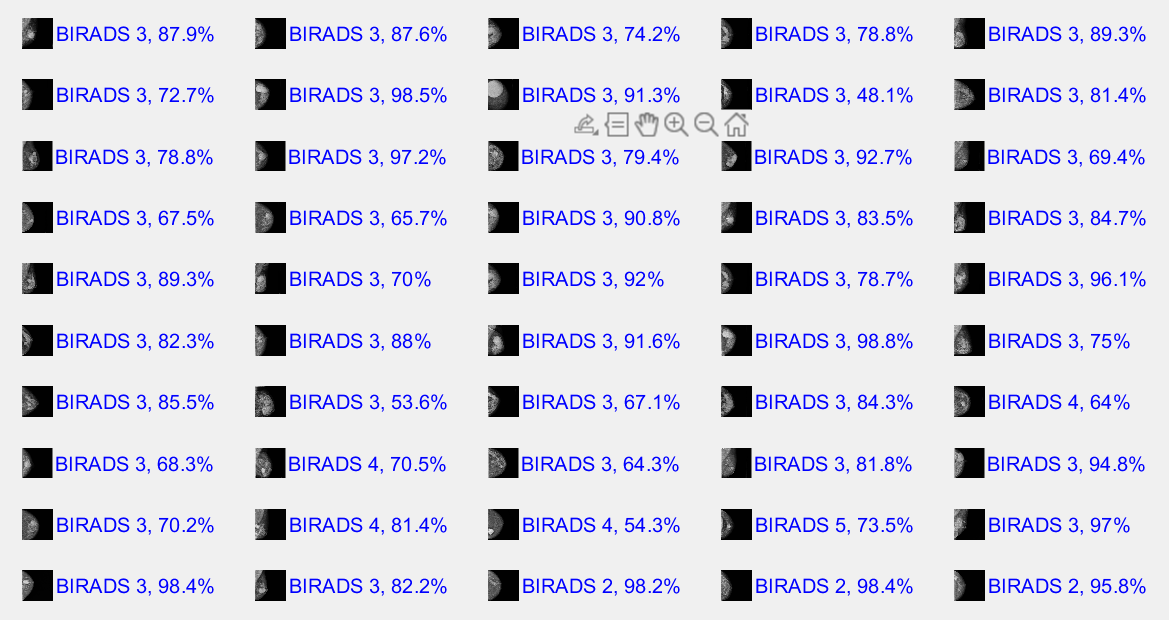 BIRADS 3, 87.9% BIRADS 3, 87.6% BIRADS 3, 74.2% BIRADS 3, 78.8% BIRADS 3, 89.3%
BIRADS 3, 72.7% BIRADS 3, 98.5% BIRADS 3, 91.3% BIRADS 3, 48.1% BIRADS 3, 81.4%
BIRADS 3, 78.8% BIRADS 3, 97.2% BIRADS 3, 79.4% BIRADS 3, 92.7% BIRADS 3, 69.4%
BIRADS 3, 67.5% BIRADS 3, 65.7% BIRADS 3, 90.8% BIRADS 3, 83.5% BIRADS 3, 84.7%
BIRADS 3, 89.3% BIRADS 3, 70% BIRADS 3, 92% BIRADS 3, 78.7% BIRADS 3, 96.1%
BIRADS 3, 82.3% BIRADS 3, 88% BIRADS 3, 91.6% BIRADS 3, 98.8% BIRADS 3, 75%
BIRADS 3, 85.5% BIRADS 3, 53.6% BIRADS 3, 67.1% BIRADS 3, 84.3% BIRADS 4, 64%
BIRADS 3, 68.3% BIRADS 4, 70.5% BIRADS 3, 64.3% BIRADS 3, 81.8% BIRADS 3, 94.8%
BIRADS 3, 70.2% BIRADS 4, 81.4% BIRADS 4, 54.3% BIRADS 5, 73.5% BIRADS 3, 97%
BIRADS 3, 98.4% BIRADS 3, 82.2% BIRADS 2, 98.2% BIRADS 2, 98.4% BIRADS 2, 95.8%